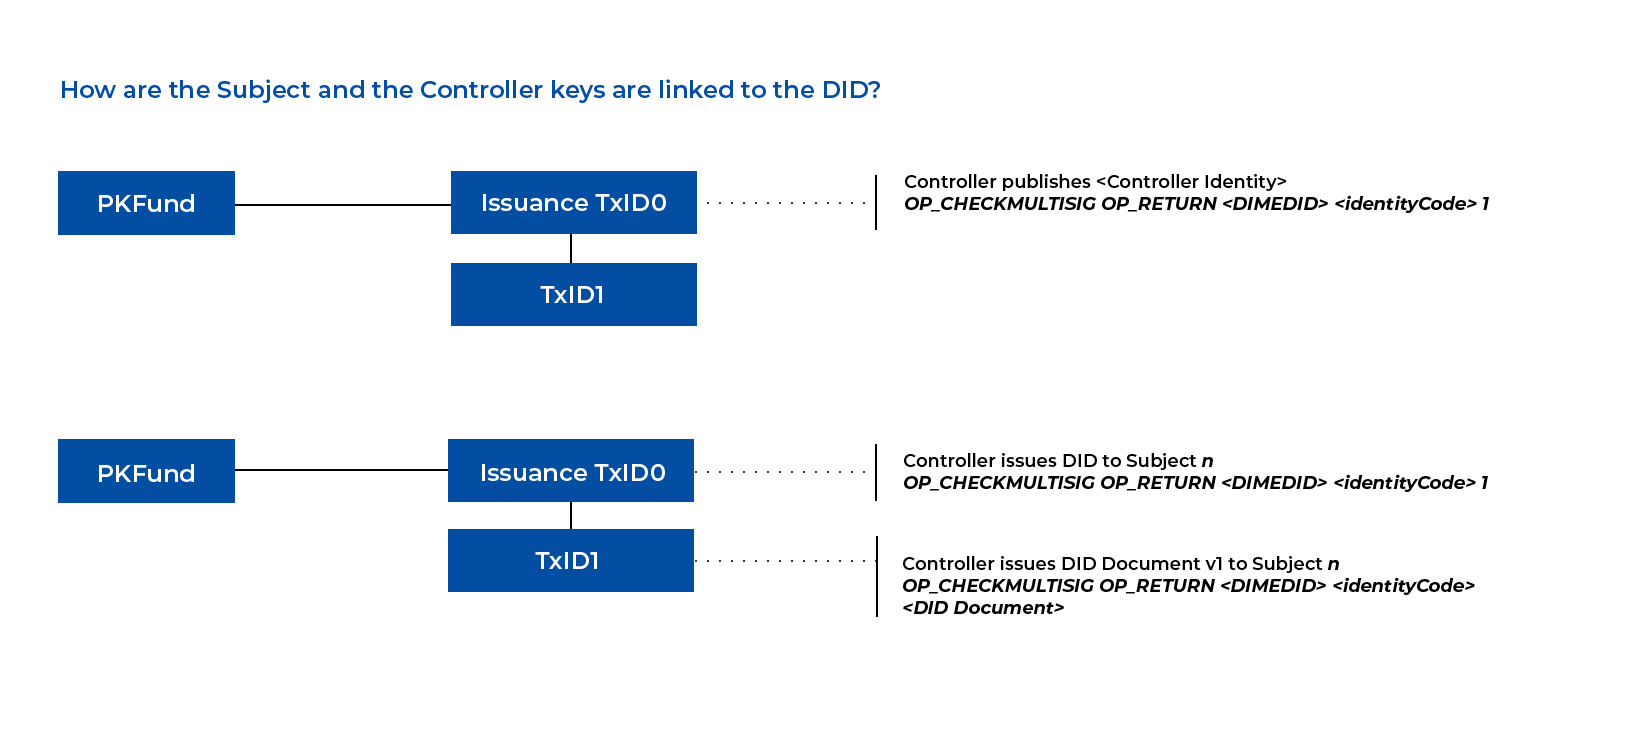 How are the Subject and the Controller keys are linked to the DID?
PKFund
Issuance TxID0
Controller publishes <Controller Identity>
OP_CHECKMULTISIG OP_RETURN <DIMEDID> <identityCode> 1
TxID1
PKFund
Issuance TxID0
Controller issues DID to Subject n
OP_CHECKMULTISIG OP_RETURN <DIMEDID> <identityCode> 1
TxID1
Controller issues DID Document v1 to Subject n
OP_CHECKMULTISIG OP_RETURN <DIMEDID> <identityCode>
<DID Document>